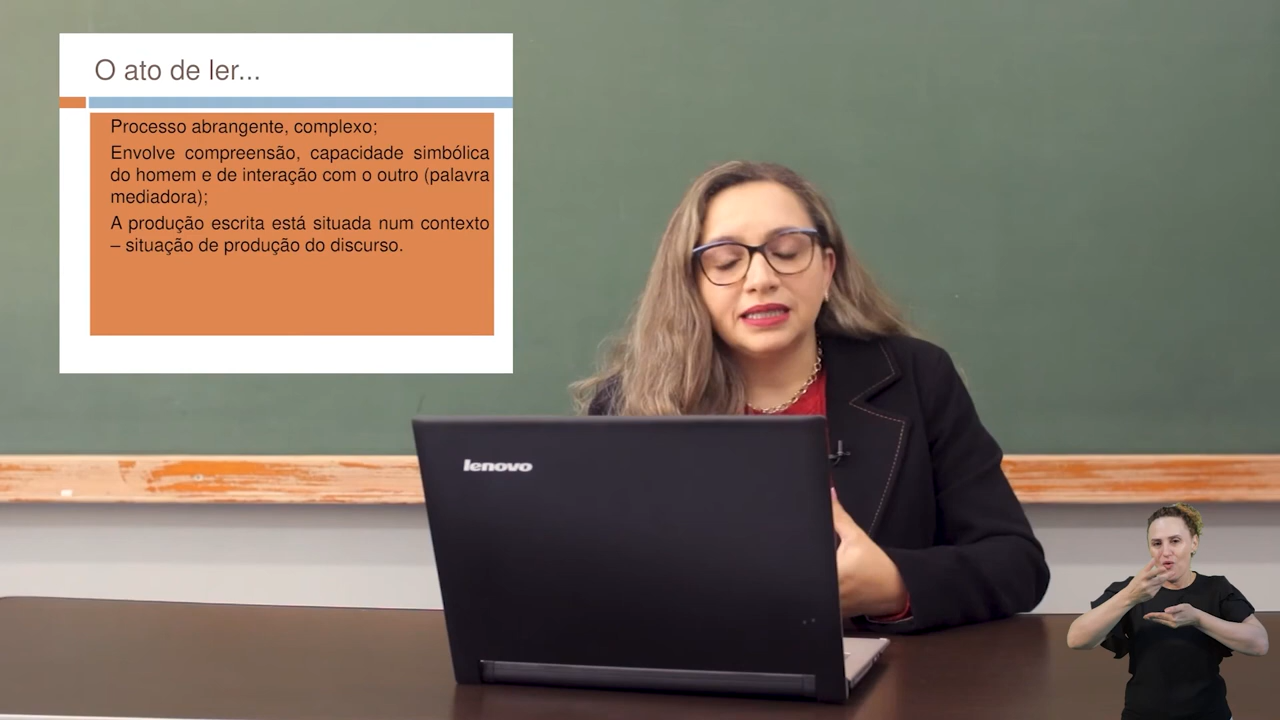 O ato de ler...
Processo abrangente, complexo;
Envolve compreensão, capacidade simbólica
do homem e de interação com o outro (palavra
mediadora);
A produção escrita está situada num contexto
– situação de produção do discurso.
lenovo